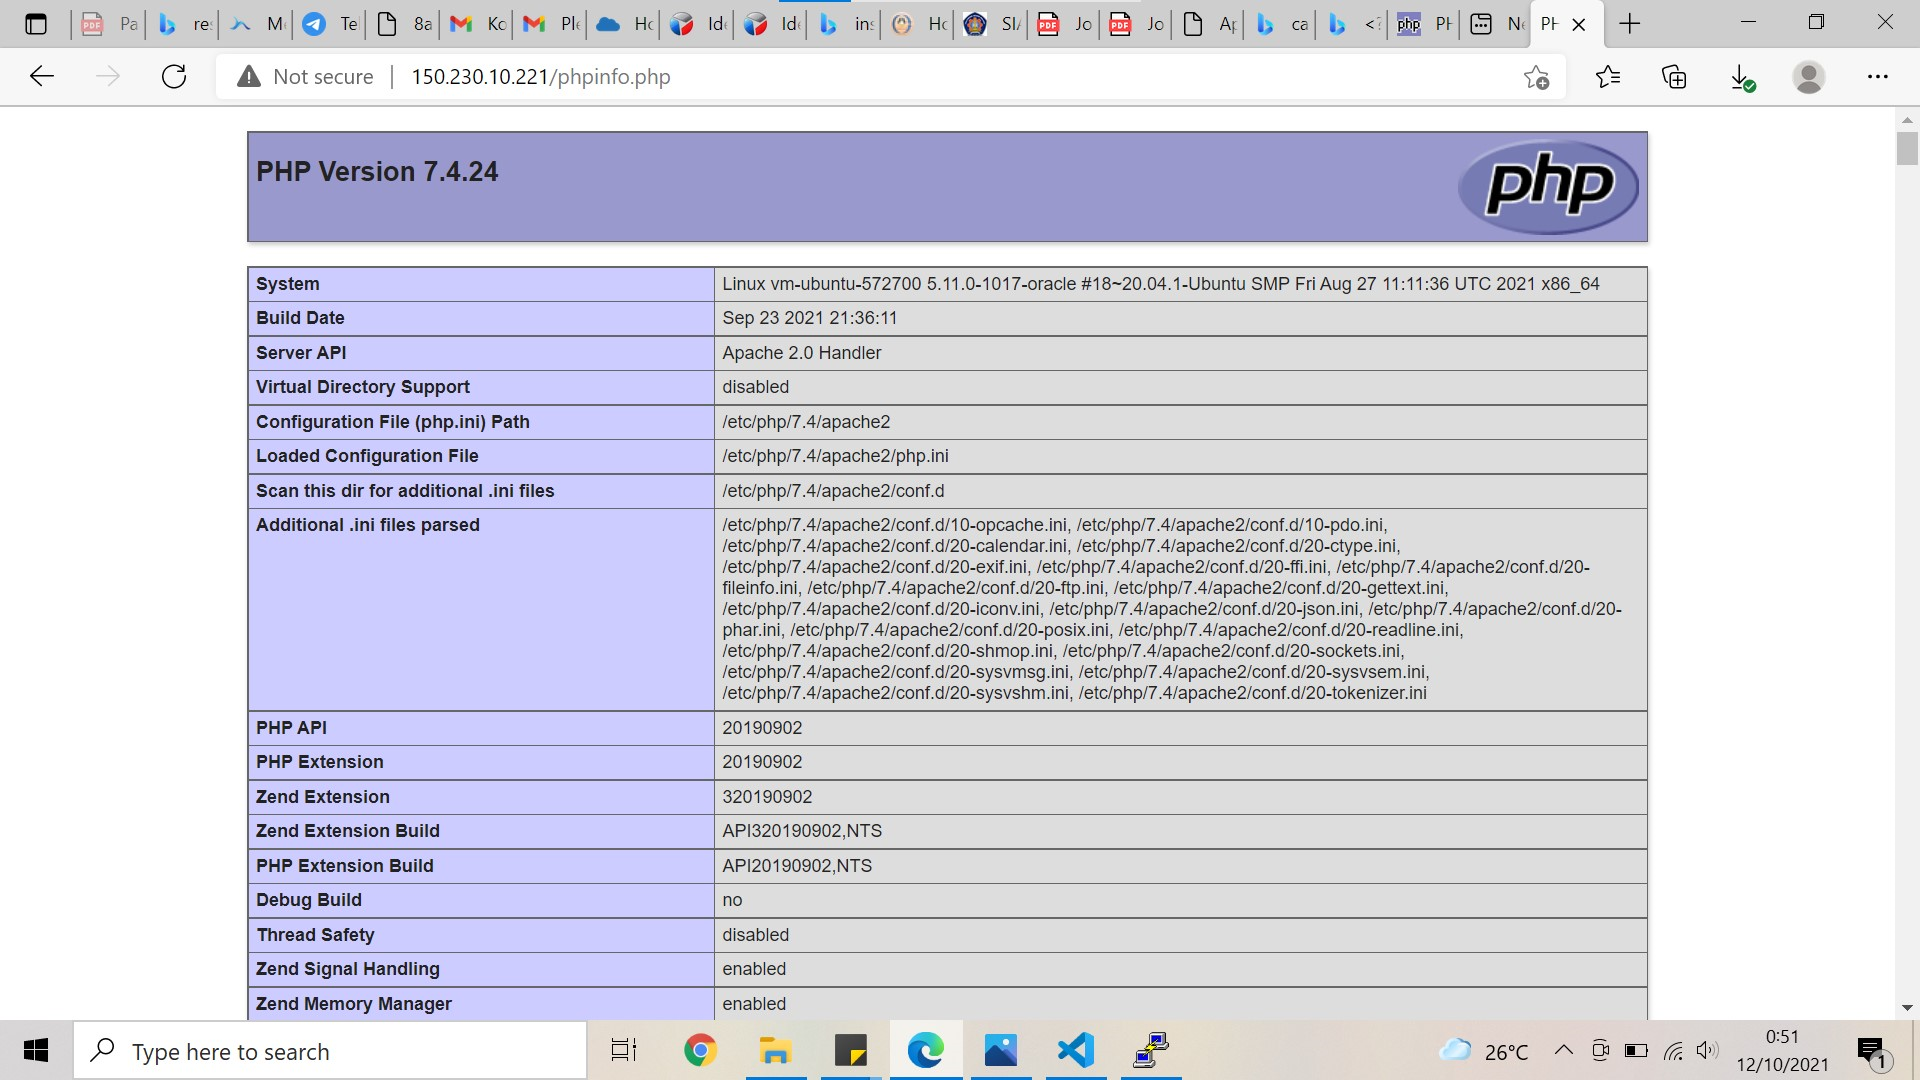 Pa
re
M
Te
8a
Ko
Ple
Ho
Ide
Ide
in
Ho
SIA
Jo
Jo
Ap
ca
<?
php
PH
Ne
PH
Not secure
150.230.10.221/phpinfo.php
PHP Version 7.4.24
php
System Linux vm-ubuntu-572700 5.11.0-1017-oracle #18~20.04.1-Ubuntu SMP Fri Aug 27 11:11:36 UTC 2021 x86_64
Build Date Sep 23 2021 21:36:11
Server API Apache 2.0 Handler
Virtual Directory Support disabled
Configuration File (php.ini) Path /etc/php/7.4/apache2
Loaded Configuration File /etc/php/7.4/apache2/php.ini
Scan this dir for additional .ini files /etc/php/7.4/apache2/conf.d
Additional .ini files parsed /etc/php/7.4/apache2/conf.d/10-opcache.ini, /etc/php/7.4/apache2/conf.d/10-pdo.ini,
/etc/php/7.4/apache2/conf.d/20-calendar.ini, /etc/php/7.4/apache2/conf.d/20-ctype.ini,
/etc/php/7.4/apache2/conf.d/20-exif.ini, /etc/php/7.4/apache2/conf.d/20-ffi.ini, /etc/php/7.4/apache2/conf.d/20-
fileinfo.ini, /etc/php/7.4/apache2/conf.d/20-ftp.ini, /etc/php/7.4/apache2/conf.d/20-gettext.ini,
/etc/php/7.4/apache2/conf.d/20-iconv.ini, /etc/php/7.4/apache2/conf.d/20-json.ini, /etc/php/7.4/apache2/conf.d/20-
phar.ini, /etc/php/7.4/apache2/conf.d/20-posix.ini, /etc/php/7.4/apache2/conf.d/20-readline.ini,
/etc/php/7.4/apache2/conf.d/20-shmop.ini, /etc/php/7.4/apache2/conf.d/20-sockets.ini,
/etc/php/7.4/apache2/conf.d/20-sysvmsg.ini, /etc/php/7.4/apache2/conf.d/20-sysvsem.ini,
/etc/php/7.4/apache2/conf.d/20-sysvshm.ini, /etc/php/7.4/apache2/conf.d/20-tokenizer.ini
PHP API 20190902
PHP Extension 20190902
Zend Extension 320190902
Zend Extension Build API320190902,NTS
PHP Extension Build API20190902,NTS
Debug Build no
Thread Safety disabled
Zend Signal Handling enabled
Zend Memory Manager enabled
Type here to search
26°C
0:51
12/10/2021
1